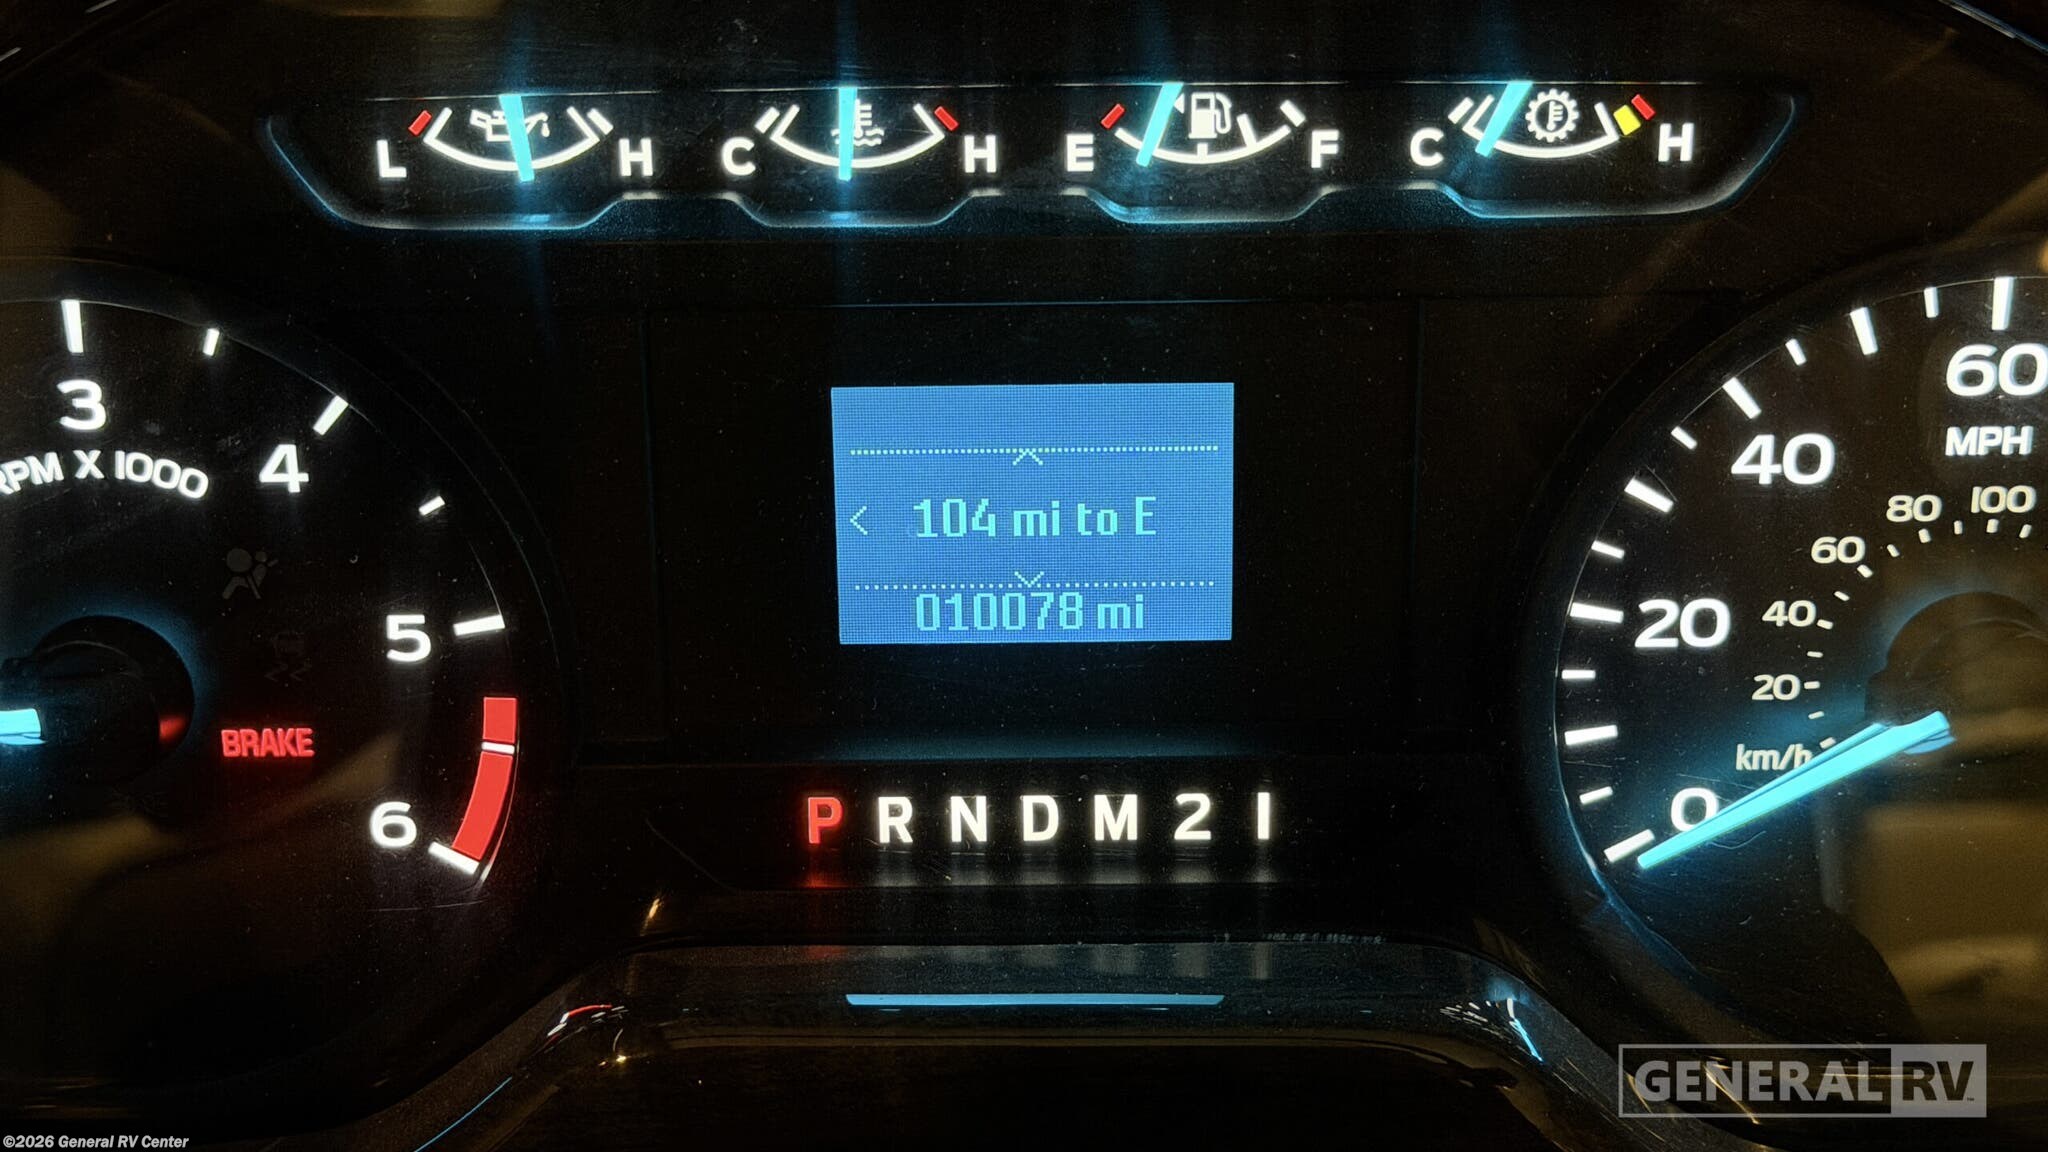 L H C H E F C H
3
4
5
6
RPM X 1000
BRAKE
104 mi to E
010078 mi
P R N D M 2 1
60
MPH
40
20
0
100
80
60
40
20
km/h
GENERAL RV
©2026 General RV Center